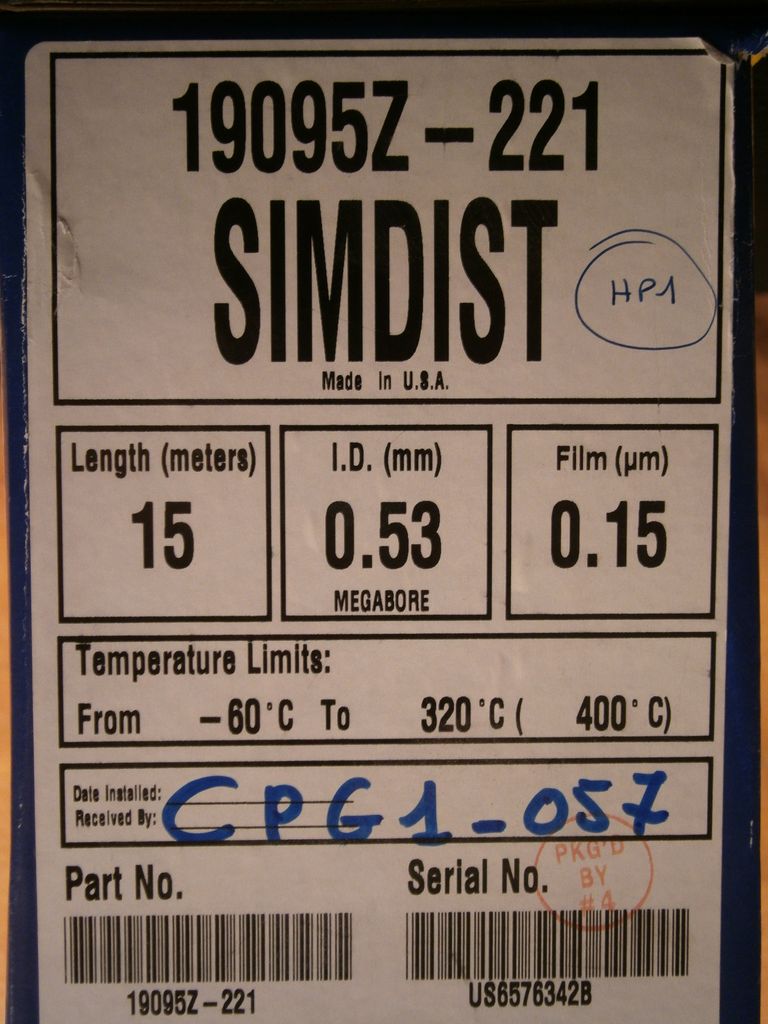 19095Z-221
SIMDIST
HP1
Made In U.S.A.
Length (meters)
15
I.D. (mm)
0.53
MEGABORE
Film (µm)
0.15
Temperature Limits:
From -60°C To 320°C ( 400°C)
Date Installed:
Received By:
CPG1-057
Part No.
19095Z-221
Serial No.
US6576342B
PKG'D
BY
#4